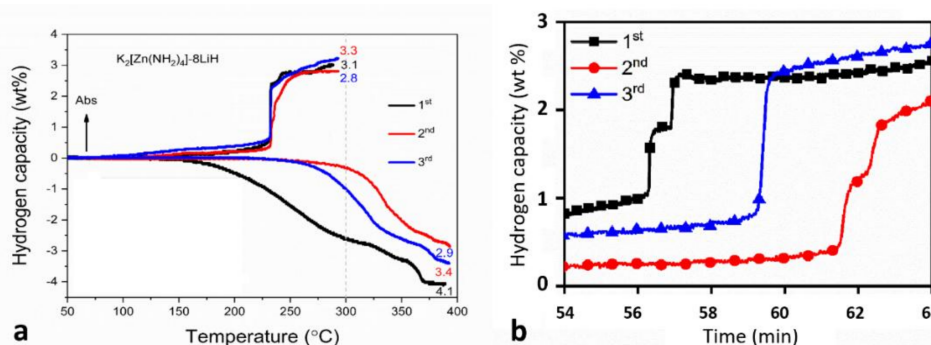 K₂[Zn(NH₂)₄]-8LiH
Abs
3.3
3.1
2.8
1ˢᵗ
2ⁿᵈ
3ʳᵈ
2.9
3.4
4.1
4
3
2
1
0
-1
-2
-3
-4
-5
50 100 150 200 250 300 350 400
Hydrogen capacity (wt%)
Temperature (°C)
a
1ˢᵗ
2ⁿᵈ
3ʳᵈ
3
2
1
0
54 56 58 60 62
Hydrogen capacity (wt %)
Time (min)
b